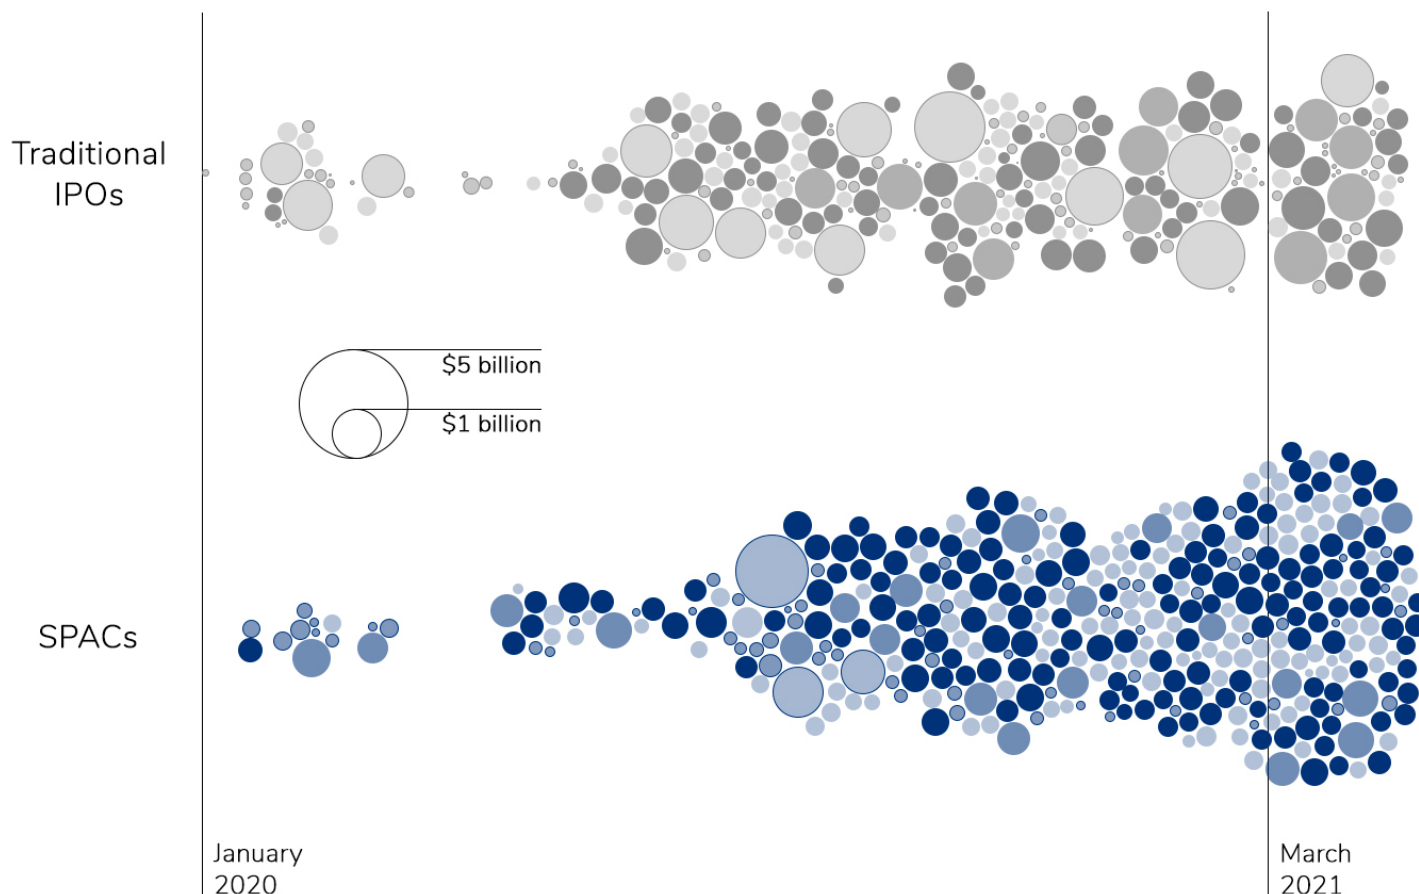 Traditional
IPOs
$5 billion
$1 billion
SPACs
January
2020
March
2021